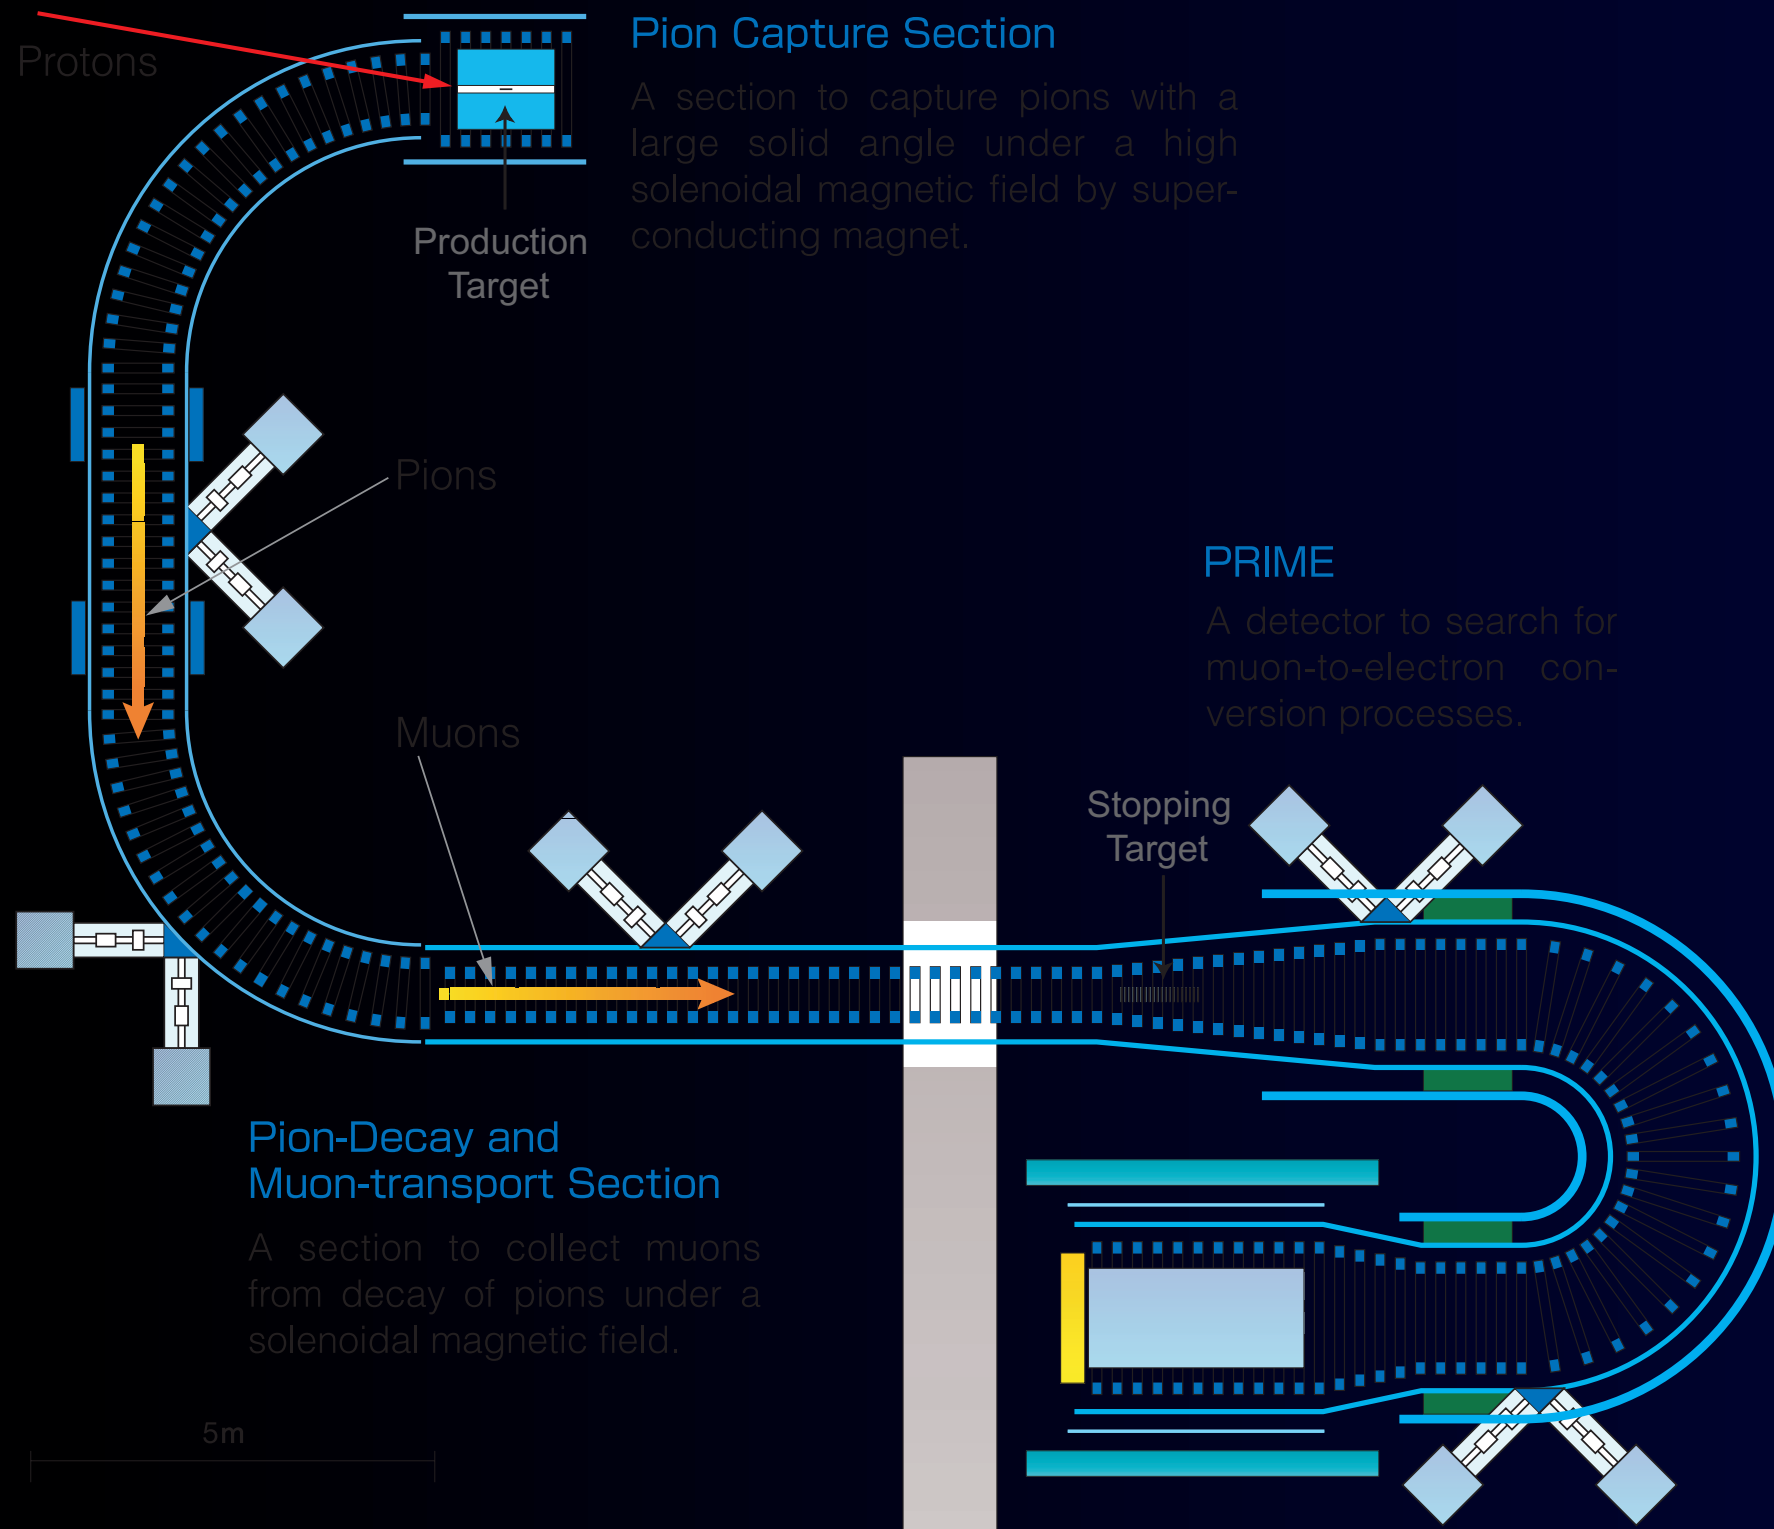 Protons
Pion Capture Section
A section to capture pions with a
large solid angle under a high
solenoidal magnetic field by super-
conducting magnet.
Production
Target
Pions
PRIME
A detector to search for
muon-to-electron con-
version processes.
Muons
Stopping
Target
Pion-Decay and
Muon-transport Section
A section to collect muons
from decay of pions under a
solenoidal magnetic field.
5m